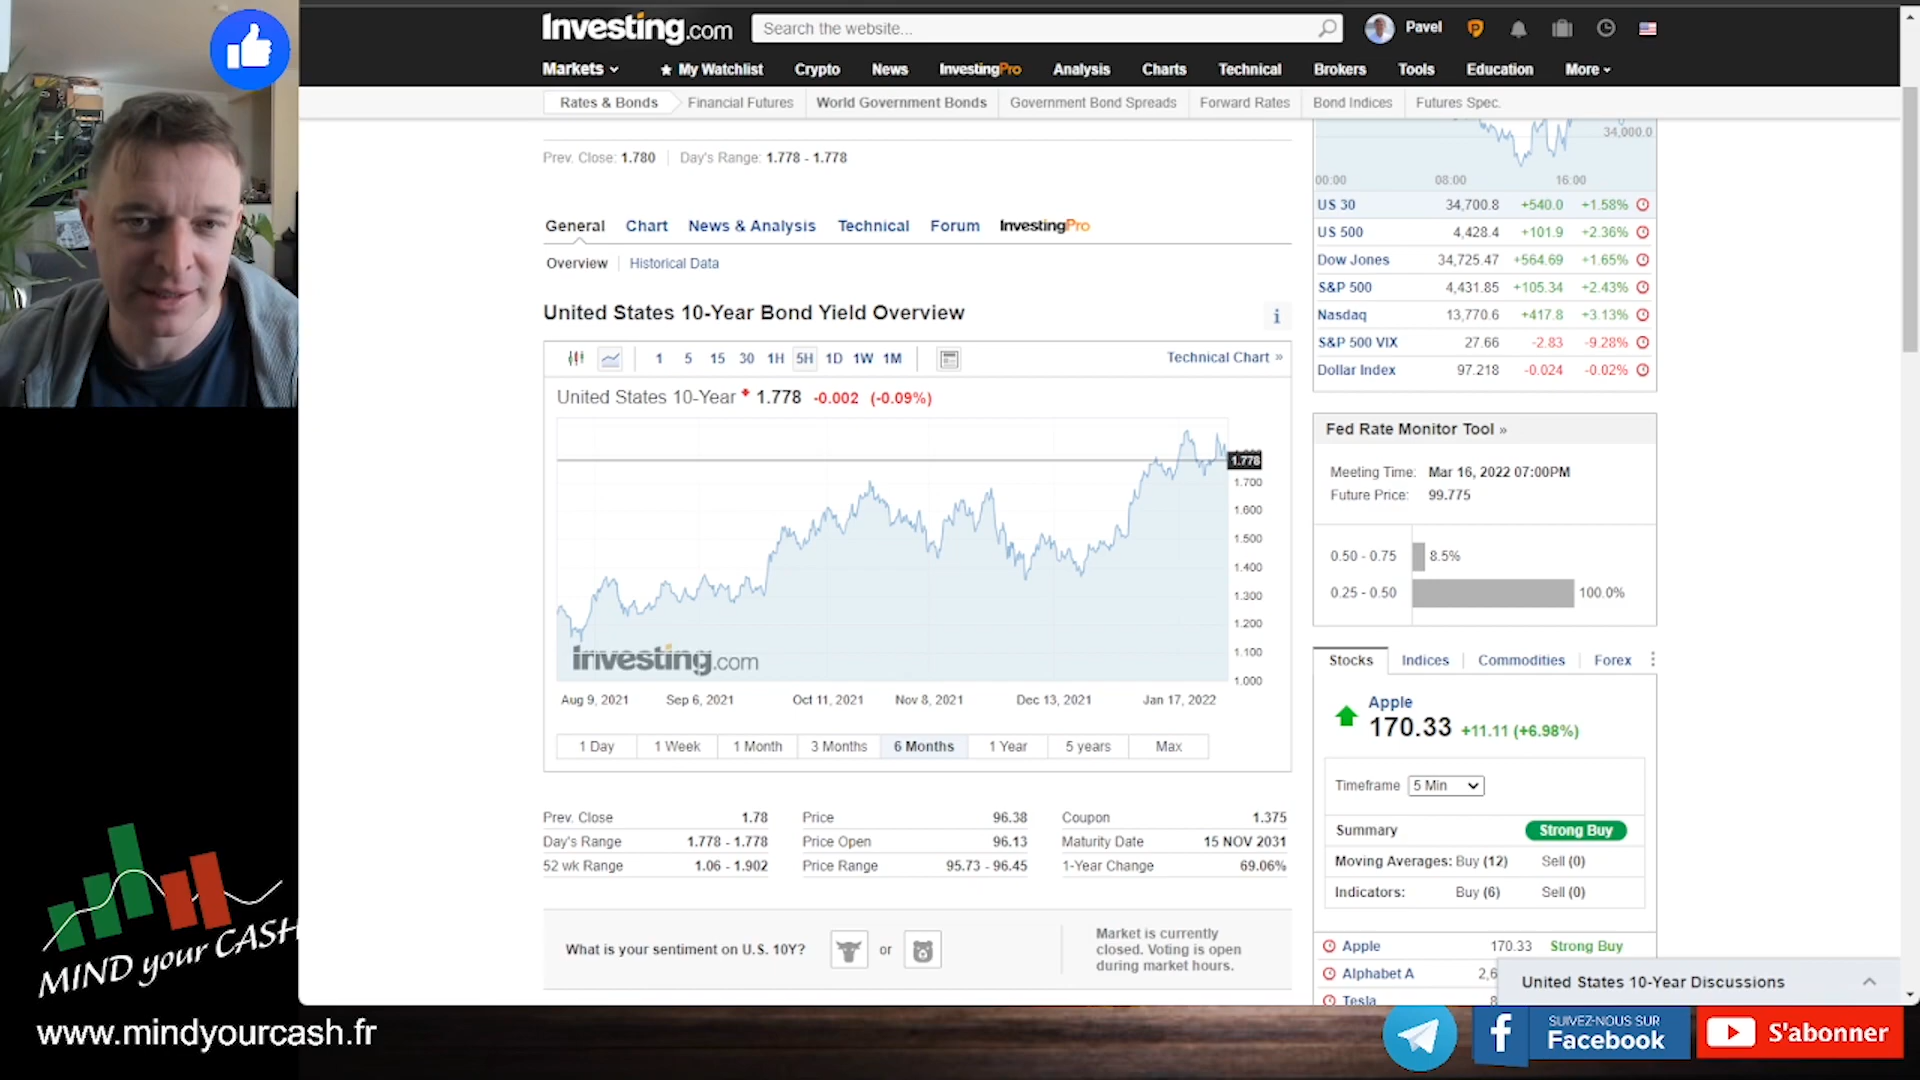 Investing.com
Search the website...
Pavel
Markets
★ My Watchlist
Crypto
News
InvestingPro
Analysis
Charts
Technical
Brokers
Tools
Education
More
Rates & Bonds
Financial Futures
World Government Bonds
Government Bond Spreads
Forward Rates
Bond Indices
Futures Spec.
Prev. Close: 1.780
Day's Range: 1.778 - 1.778
General
Chart
News & Analysis
Technical
Forum
InvestingPro
Overview
Historical Data
United States 10-Year Bond Yield Overview
i
1
5
15
30
1H
5H
1D
1W
1M
Technical Chart »
United States 10-Year 1.778 -0.002 (-0.09%)
1.778
1.700
1.600
1.500
1.400
1.300
1.200
1.100
1.000
Investing.com
Aug 9, 2021
Sep 6, 2021
Oct 11, 2021
Nov 8, 2021
Dec 13, 2021
Jan 17, 2022
1 Day
1 Week
1 Month
3 Months
6 Months
1 Year
5 years
Max
Prev. Close 1.78
Day's Range 1.778 - 1.778
52 wk Range 1.06 - 1.902
Price 96.38
Price Open 96.13
Price Range 95.73 - 96.45
Coupon 1.375
Maturity Date 15 NOV 2031
1-Year Change 69.06%
What is your sentiment on U.S. 10Y?
or
Market is currently
closed. Voting is open
during market hours.
34,000.0
00:00
08:00
16:00
US 30 34,700.8 +540.0 +1.58%
US 500 4,428.4 +101.9 +2.36%
Dow Jones 34,725.47 +564.69 +1.65%
S&P 500 4,431.85 +105.34 +2.43%
Nasdaq 13,770.6 +417.8 +3.13%
S&P 500 VIX 27.66 -2.83 -9.28%
Dollar Index 97.218 -0.024 -0.02%
Fed Rate Monitor Tool »
Meeting Time: Mar 16, 2022 07:00PM
Future Price: 99.775
0.50 - 0.75 8.5%
0.25 - 0.50 100.0%
Stocks
Indices
Commodities
Forex
Apple
170.33 +11.11 (+6.98%)
Timeframe 5 Min
Summary Strong Buy
Moving Averages: Buy (12) Sell (0)
Indicators: Buy (6) Sell (0)
Apple 170.33 Strong Buy
Alphabet A 2,6
Tesla
United States 10-Year Discussions
MIND your CASH
www.mindyourcash.fr
SUIVEZ-NOUS SUR
Facebook
S'abonner